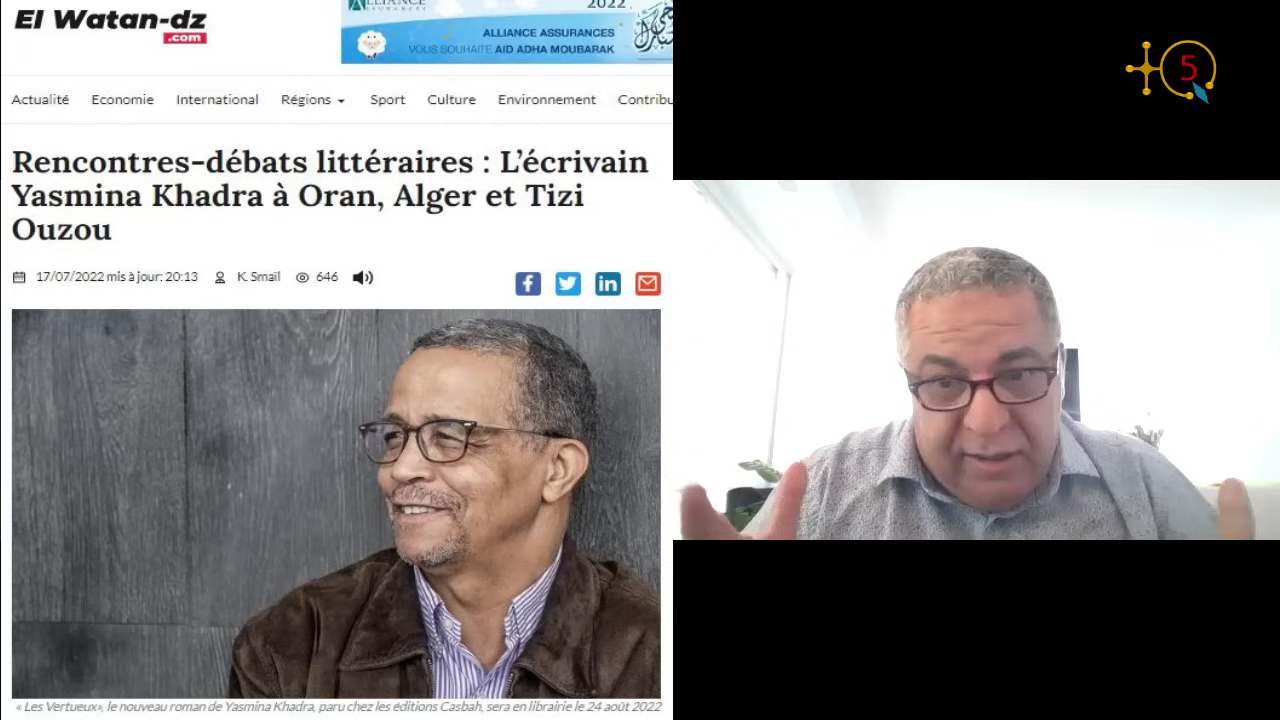 El Watan-dz
.com
ALLIANCE
ASSURANCES
2022
ALLIANCE ASSURANCES
VOUS SOUHAITE AID ADHA MOUBARAK
Actualité Economie International Régions Sport Culture Environnement Contribu
Rencontres-débats littéraires : L’écrivain
Yasmina Khadra à Oran, Alger et Tizi
Ouzou
17/07/2022 mis à jour: 20:13 K. Smaïl 646
« Les Vertueux», le nouveau roman de Yasmina Khadra, paru chez les éditions Casbah, sera en librairie le 24 août 2022
5